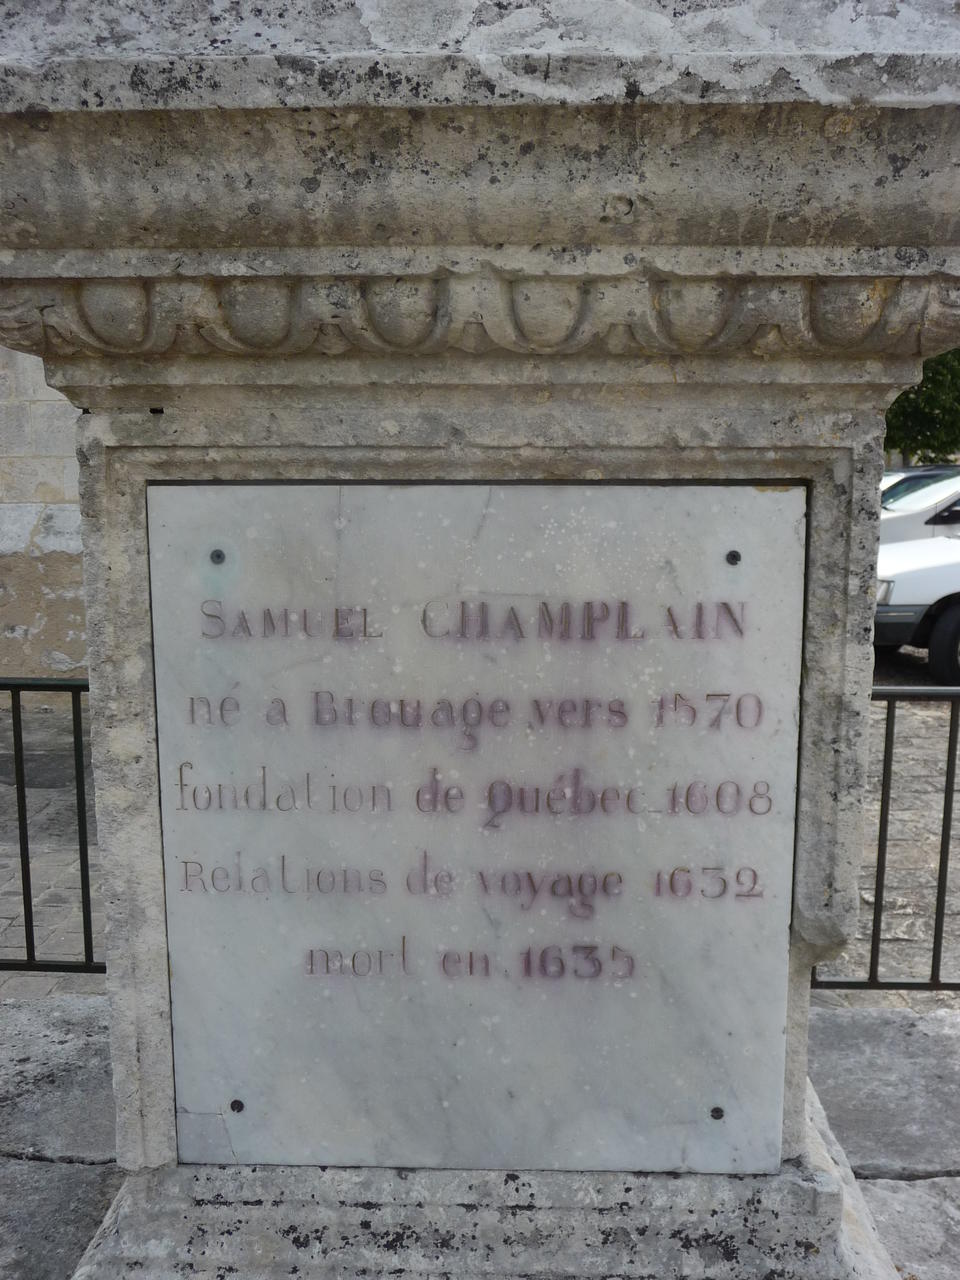 SAMUEL CHAMPLAIN
né à Brouage vers 1570
fondation de Québec 1608
Relations de voyage 1632
mort en 1635